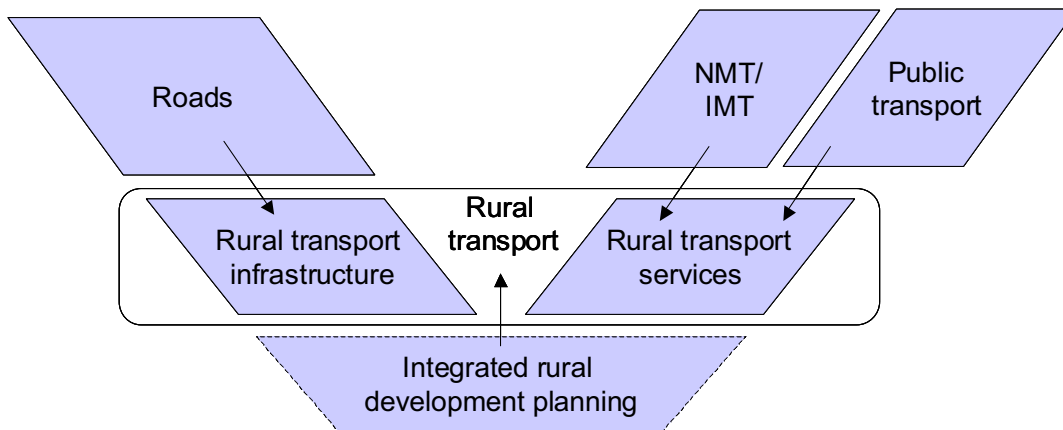 Roads
NMT/
IMT
Public
transport
Rural
transport
Rural transport
infrastructure
Rural transport
services
Integrated rural
development planning